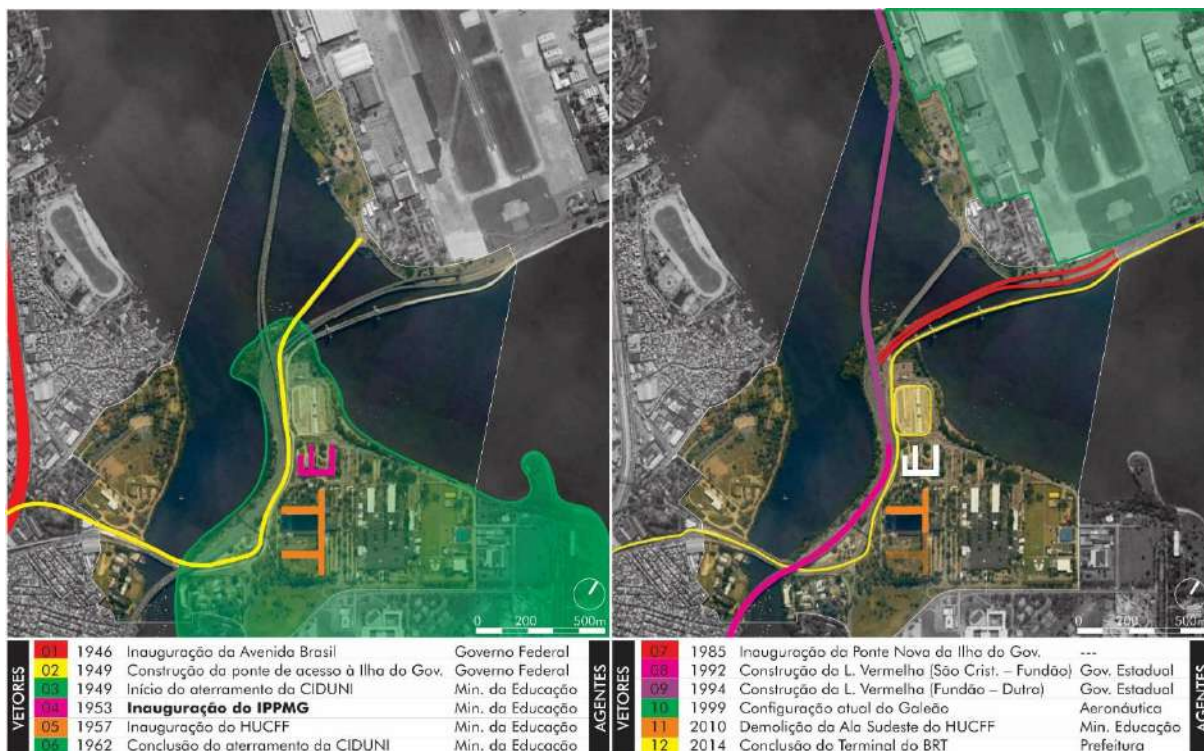 0 200 500m
0 200 500m
VETORES
01 1946 Inauguração da Avenida Brasil Governo Federal
02 1949 Construção da ponte de acesso à Ilha do Gov. Governo Federal
03 1949 Início do aterramento da CIDUNI Min. da Educação
04 1953 Inauguração do IPPMG Min. da Educação
05 1957 Inauguração do HUCFF Min. da Educação
06 1962 Conclusão do aterramento da CIDUNI Min. da Educação
AGENTES
VETORES
07 1985 Inauguração da Ponte Nova da Ilha do Gov. ---
08 1992 Construção da L. Vermelha (São Crist. – Fundão) Gov. Estadual
09 1994 Construção da L. Vermelha (Fundão – Dutra) Gov. Estadual
10 1999 Configuração atual do Galeão Aeronáutica
11 2010 Demolição da Ala Sudeste do HUCFF Min. Educação
12 2014 Conclusão do Terminal do BRT Prefeitura
AGENTES